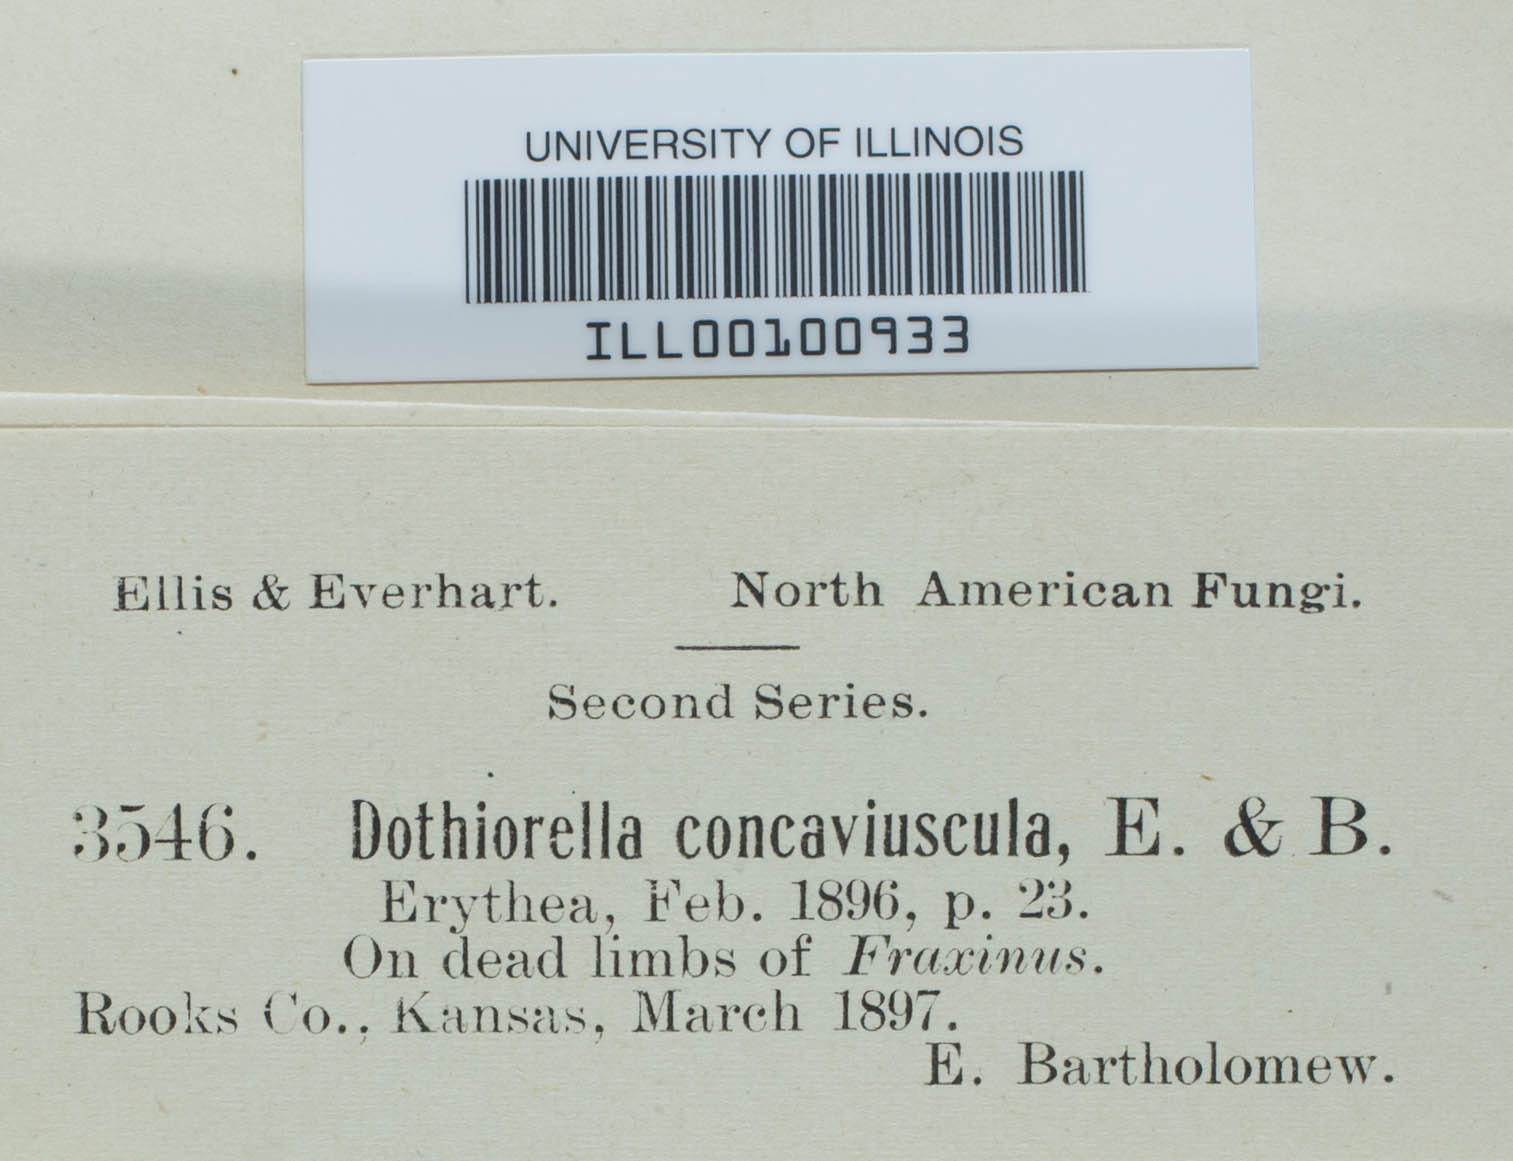 UNIVERSITY OF ILLINOIS
ILL00100933
Ellis & Everhart. North American Fungi.
Second Series.
3546. Dothiorella concaviuscula, E. & B.
Erythea, Feb. 1896, p. 23.
On dead limbs of Fraxinus.
Rooks Co., Kansas, March 1897.
E. Bartholomew.